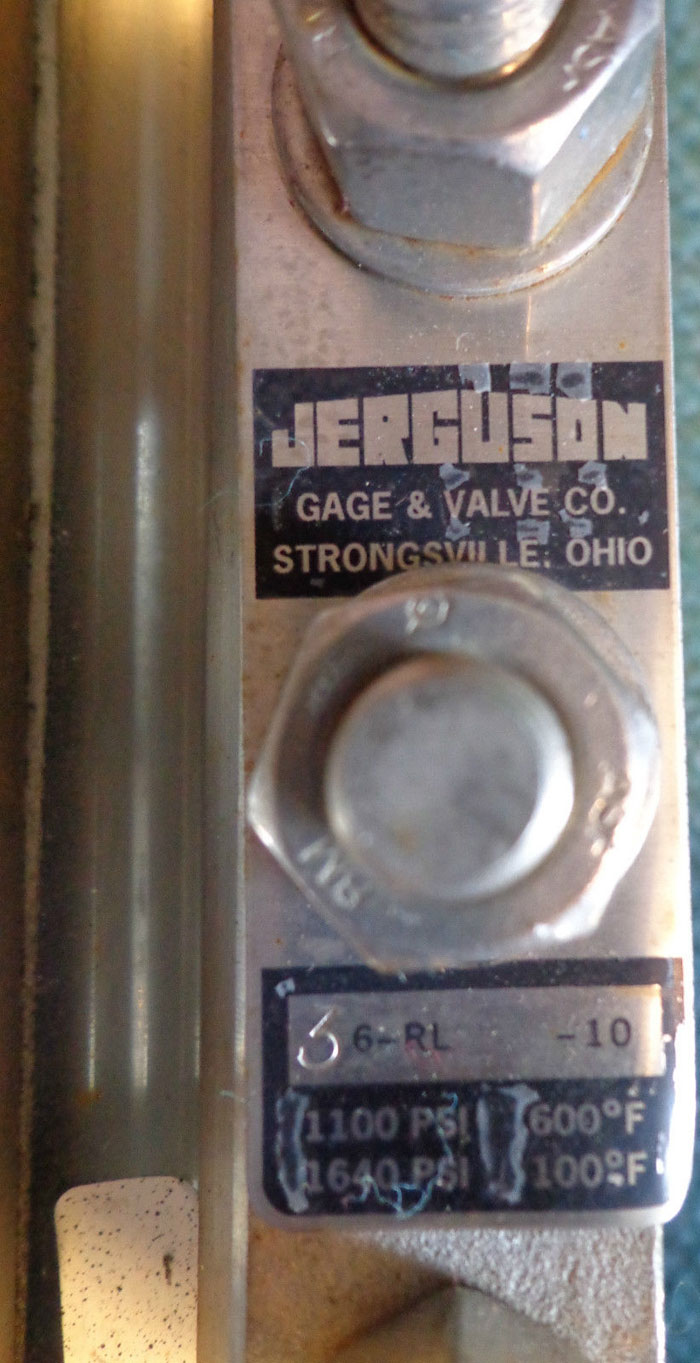 JERGUSON
GAGE & VALVE CO.
STRONGSVILLE, OHIO
3 6-RL -10
1100 PSI 600°F
1640 PSI 100°F